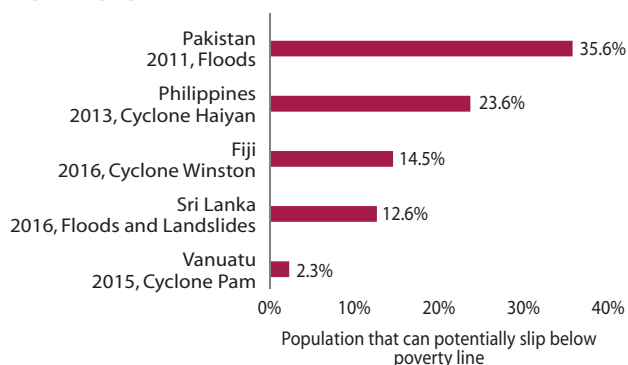 Pakistan
2011, Floods
35.6%
Philippines
2013, Cyclone Haiyan
23.6%
Fiji
2016, Cyclone Winston
14.5%
Sri Lanka
2016, Floods and Landslides
12.6%
Vanuatu
2015, Cyclone Pam
2.3%
0% 10% 20% 30% 40%
Population that can potentially slip below
poverty line